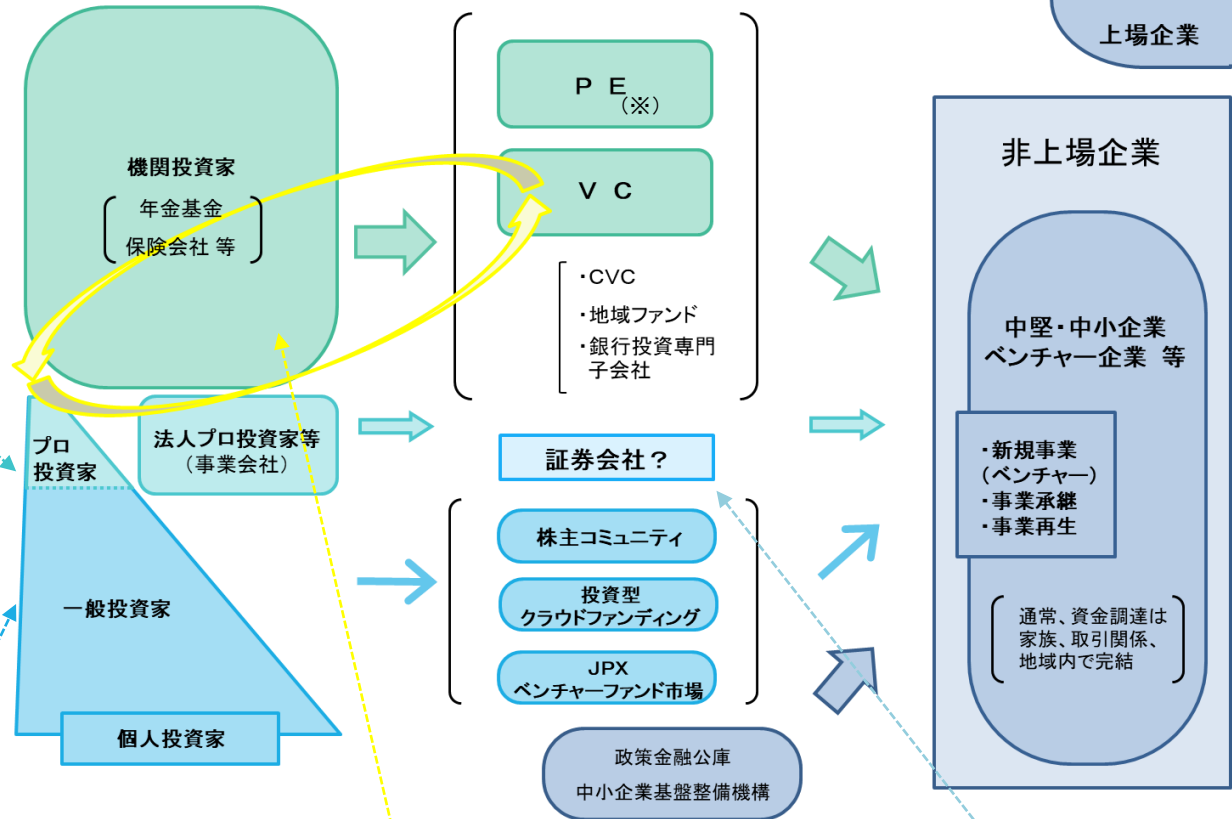 機関投資家
年金基金
保険会社 等
プロ
投資家
法人プロ投資家等
（事業会社）
一般投資家
個人投資家
Ｐ Ｅ
（※）
Ｖ Ｃ
・CVC
・地域ファンド
・銀行投資専門
子会社
証券会社？
株主コミュニティ
投資型
クラウドファンディング
JPX
ベンチャーファンド市場
政策金融公庫
中小企業基盤整備機構
上場企業
非上場企業
中堅・中小企業
ベンチャー企業 等
・新規事業
（ベンチャー）
・事業承継
・事業再生
通常、資金調達は
家族、取引関係、
地域内で完結